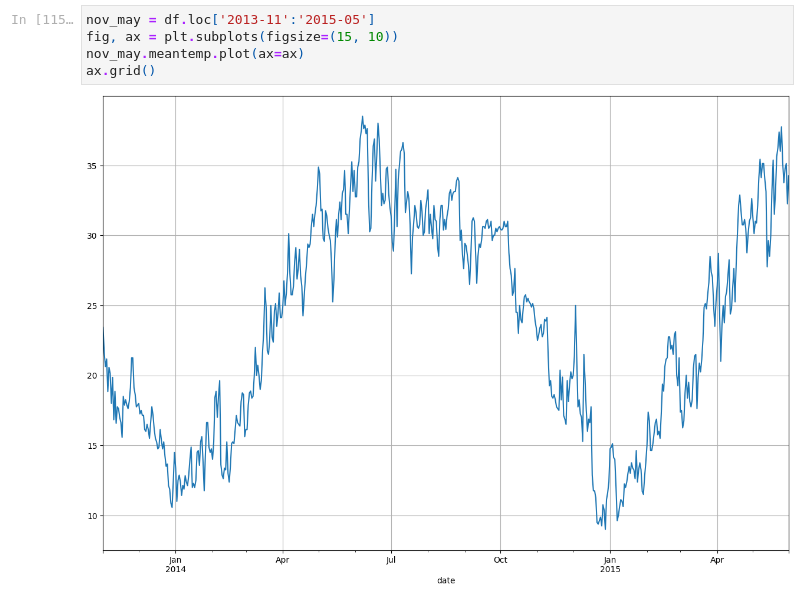 In [115…
nov_may = df.loc['2013-11':'2015-05']
fig, ax = plt.subplots(figsize=(15, 10))
nov_may.meantemp.plot(ax=ax)
ax.grid()
35
30
25
20
15
10
Jan Apr Jul Oct Jan Apr
2014 2015
date